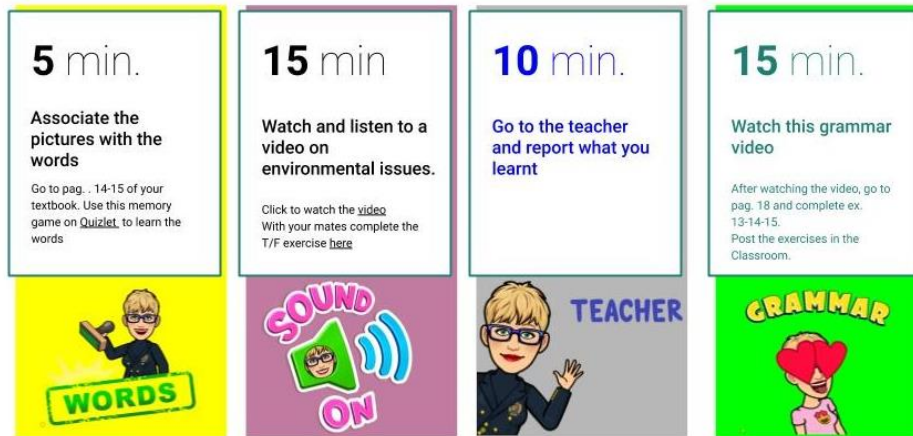 5 min.
Associate the
pictures with the
words
Go to pag. . 14-15 of your
textbook. Use this memory
game on Quizlet to learn the
words
WORDS
15 min
Watch and listen to a
video on
environmental issues.
Click to watch the video
With your mates complete the
T/F exercise here
SOUND
ON
10 min.
Go to the teacher
and report what you
learnt
TEACHER
15 min.
Watch this grammar
video
After watching the video, go to
pag. 18 and complete ex.
13-14-15.
Post the exercises in the
Classroom.
GRAMMAR